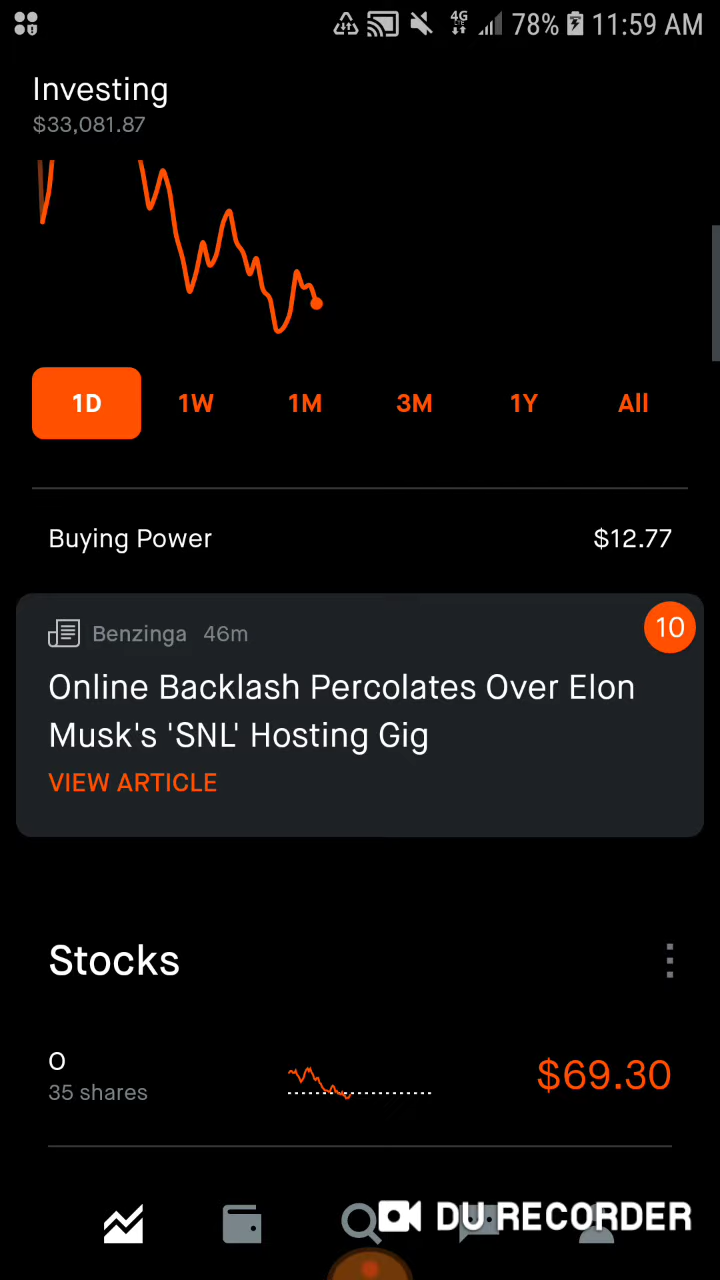 4G LTE 78% 11:59 AM
Investing
$33,081.87
1D 1W 1M 3M 1Y All
Buying Power $12.77
Benzinga 46m 10
Online Backlash Percolates Over Elon
Musk's 'SNL' Hosting Gig
VIEW ARTICLE
Stocks
O $69.30
35 shares
DU RECORDER